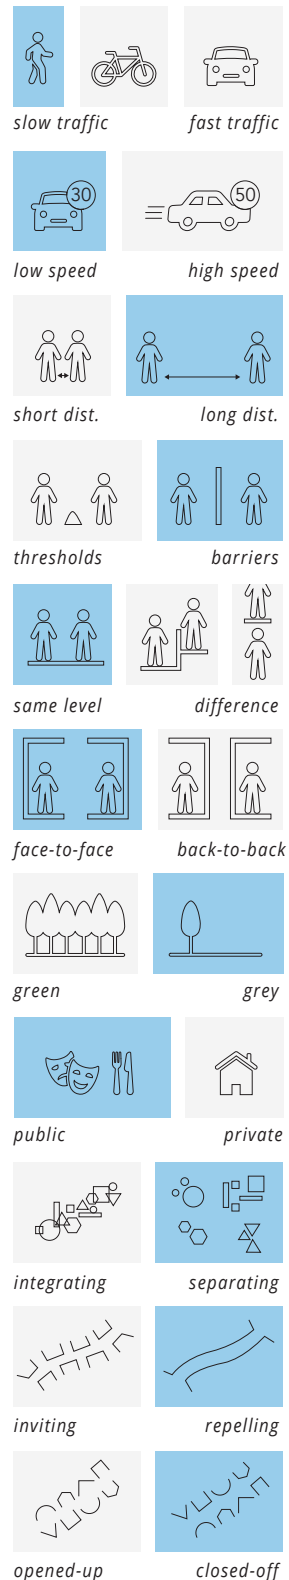 slow traffic fast traffic
30 50
low speed high speed
short dist. long dist.
thresholds barriers
same level difference
face-to-face back-to-back
green grey
public private
integrating separating
inviting repelling
opened-up closed-off